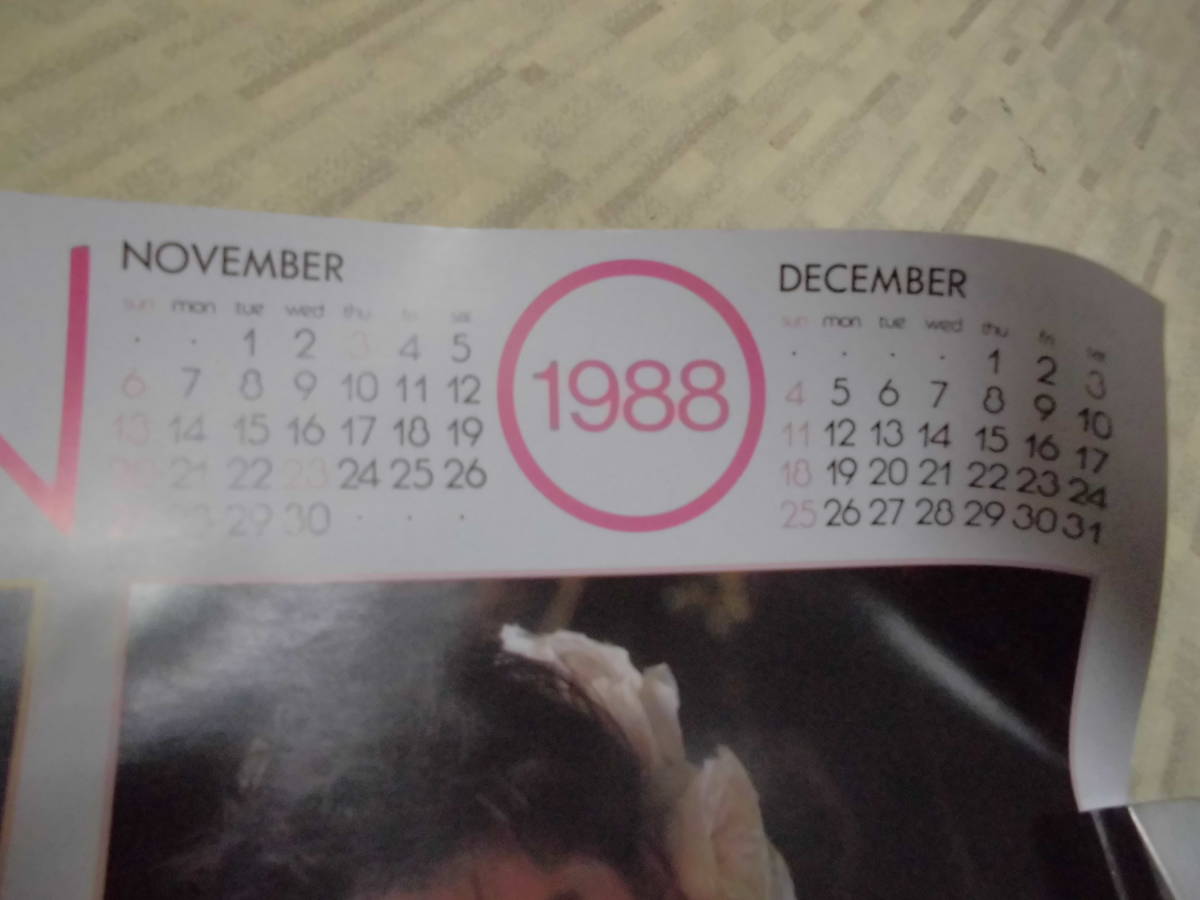 NOVEMBER
sun mon tue wed thu fri sat
· · 1 2 3 4 5
6 7 8 9 10 11 12
13 14 15 16 17 18 19
20 21 22 23 24 25 26
29 30 · · ·
1988
DECEMBER
sun mon tue wed thu fri sat
· · · · 1 2 3
4 5 6 7 8 9 10
11 12 13 14 15 16 17
18 19 20 21 22 23 24
25 26 27 28 29 30 31